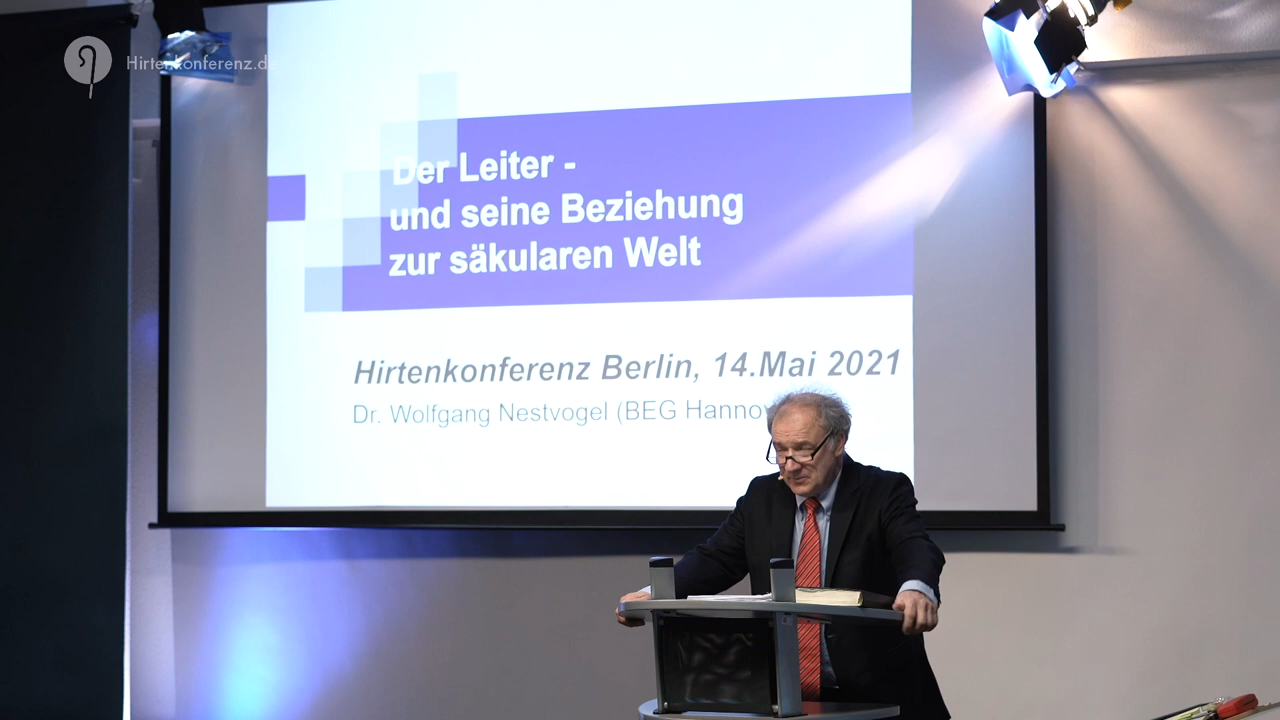 Hirtenkonferenz.de
Der Leiter -
und seine Beziehung
zur säkularen Welt
Hirtenkonferenz Berlin, 14.Mai 2021
Dr. Wolfgang Nestvogel (BEG